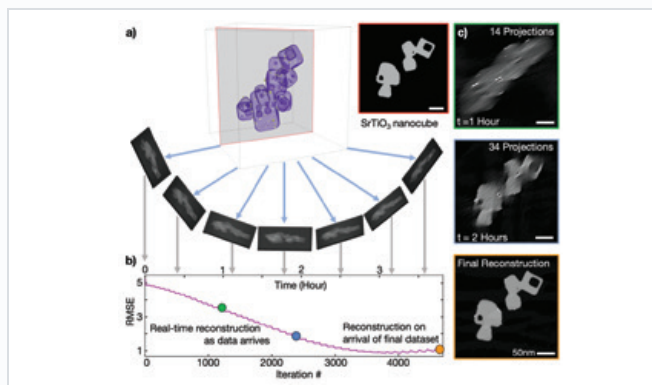 a)
SrTiO₃ nanocube
c)
14 Projections
t =1 Hour
34 Projections
t = 2 Hours
Final Reconstruction
50nm
b)
0 1 2 3
Time (Hour)
RMSE
5
3
1
Real-time reconstruction
as data arrives
Reconstruction on
arrival of final dataset
0 1000 2000 3000 4000
Iteration #